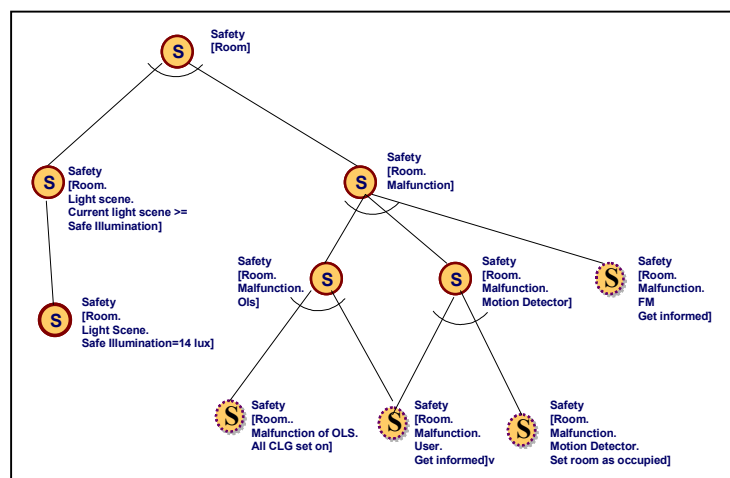 S
Safety
[Room]
S
Safety
[Room.
Light scene.
Current light scene >=
Safe Illumination]
S
Safety
[Room.
Malfunction]
S
Safety
[Room.
Malfunction.
Ols]
S
Safety
[Room.
Malfunction.
Motion Detector]
S
Safety
[Room.
Malfunction.
FM
Get informed]
S
Safety
[Room.
Light Scene.
Safe Illumination=14 lux]
S
Safety
[Room..
Malfunction of OLS.
All CLG set on]
S
Safety
[Room.
Malfunction.
User.
Get informed]v
S
Safety
[Room.
Malfunction.
Motion Detector.
Set room as occupied]